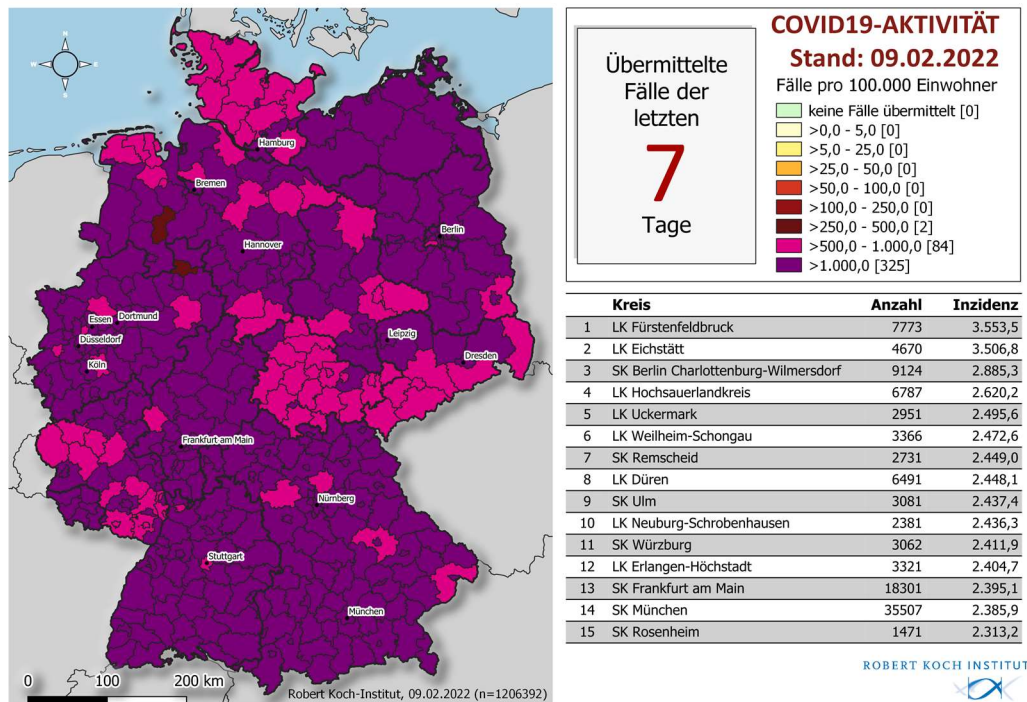 N
W
E
S
Hamburg
Bremen
Berlin
Hannover
Essen
Dortmund
Düsseldorf
Leipzig
Dresden
Köln
Frankfurt am Main
Nürnberg
Stuttgart
München
0 100 200 km
Robert Koch-Institut, 09.02.2022 (n=1206392)
Übermittelte
Fälle der
letzten
7
Tage
COVID19-AKTIVITÄT
Stand: 09.02.2022
Fälle pro 100.000 Einwohner
keine Fälle übermittelt [0]
>0,0 - 5,0 [0]
>5,0 - 25,0 [0]
>25,0 - 50,0 [0]
>50,0 - 100,0 [0]
>100,0 - 250,0 [0]
>250,0 - 500,0 [2]
>500,0 - 1.000,0 [84]
>1.000,0 [325]
Kreis Anzahl Inzidenz
1 LK Fürstenfeldbruck 7773 3.553,5
2 LK Eichstätt 4670 3.506,8
3 SK Berlin Charlottenburg-Wilmersdorf 9124 2.885,3
4 LK Hochsauerlandkreis 6787 2.620,2
5 LK Uckermark 2951 2.495,6
6 LK Weilheim-Schongau 3366 2.472,6
7 SK Remscheid 2731 2.449,0
8 LK Düren 6491 2.448,1
9 SK Ulm 3081 2.437,4
10 LK Neuburg-Schrobenhausen 2381 2.436,3
11 SK Würzburg 3062 2.411,9
12 LK Erlangen-Höchstadt 3321 2.404,7
13 SK Frankfurt am Main 18301 2.395,1
14 SK München 35507 2.385,9
15 SK Rosenheim 1471 2.313,2
ROBERT KOCH INSTITUT